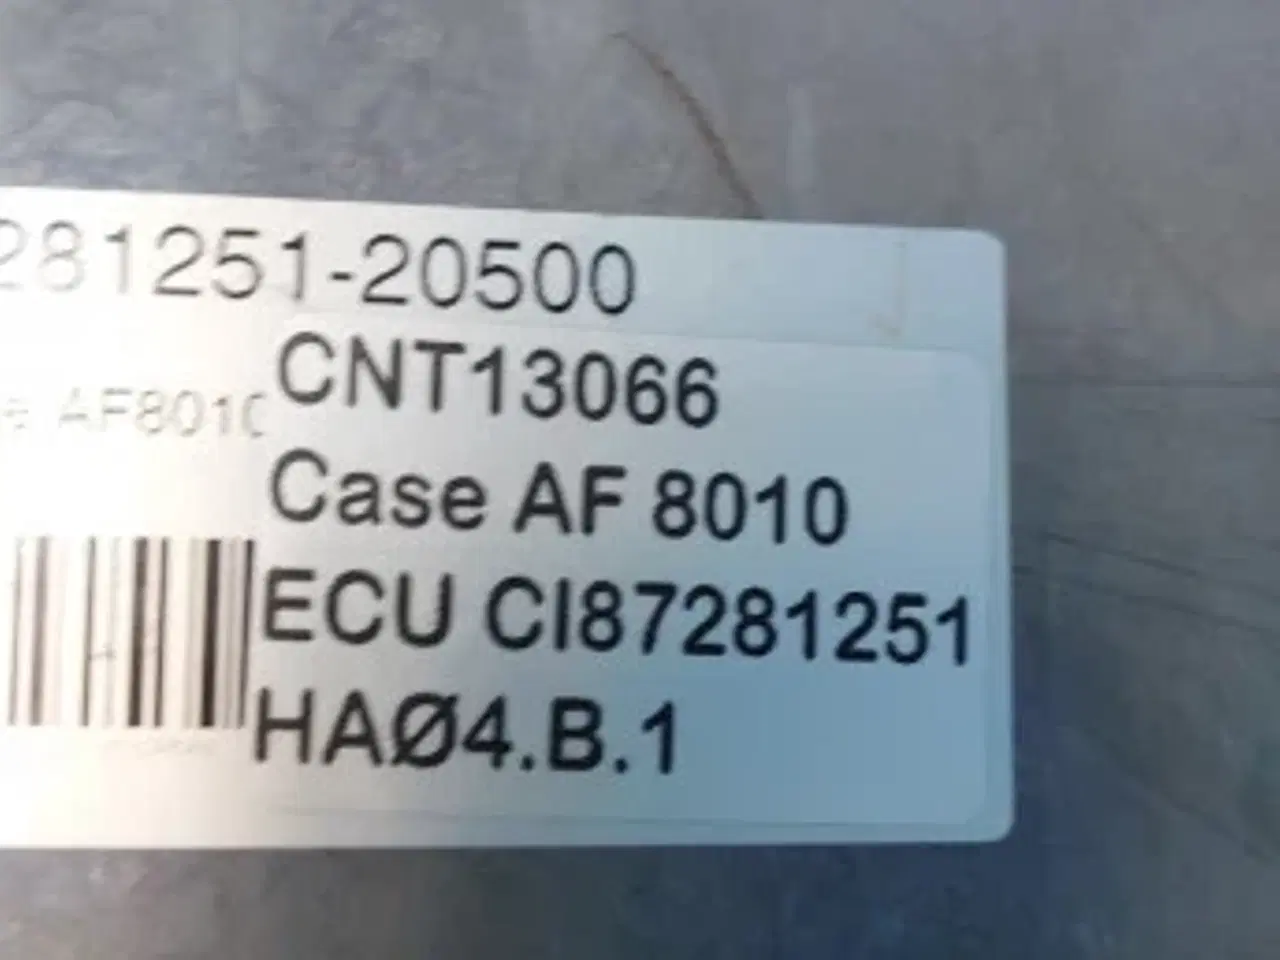 281251-20500
CNT13066
AF8010
Case AF 8010
ECU CI87281251
HAØ4.B.1